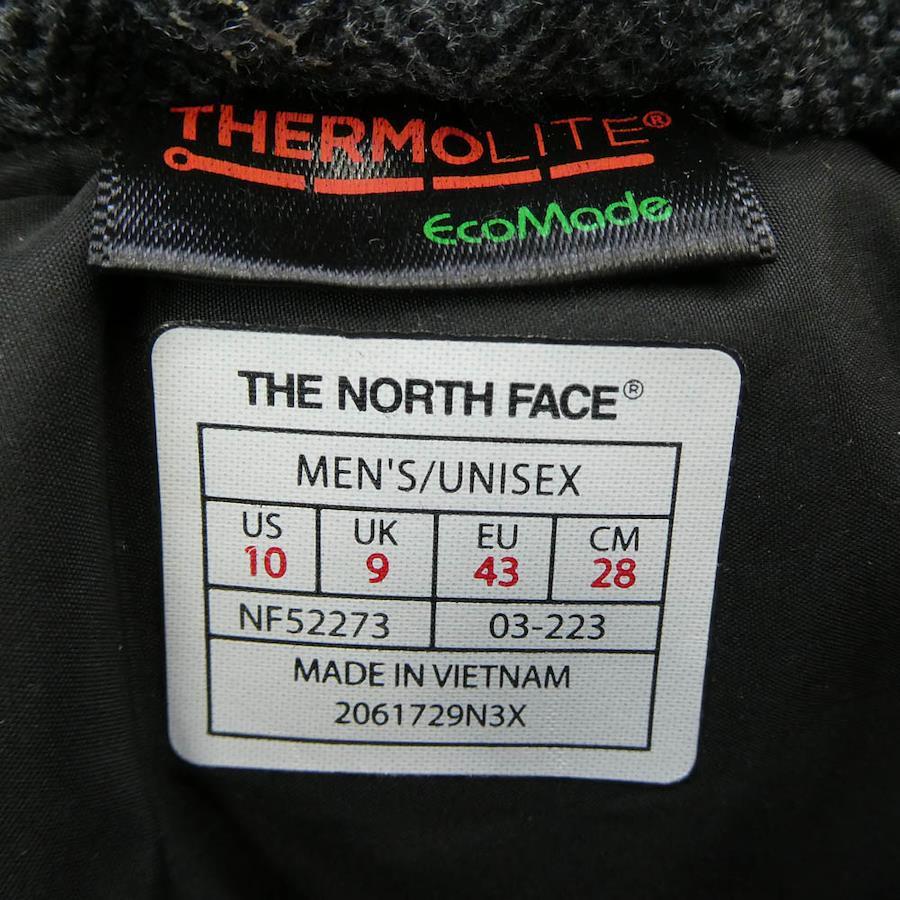 THERMOLITE®
EcoMade
THE NORTH FACE®
MEN'S/UNISEX
US UK EU CM
10 9 43 28
NF52273 03-223
MADE IN VIETNAM
2061729N3X